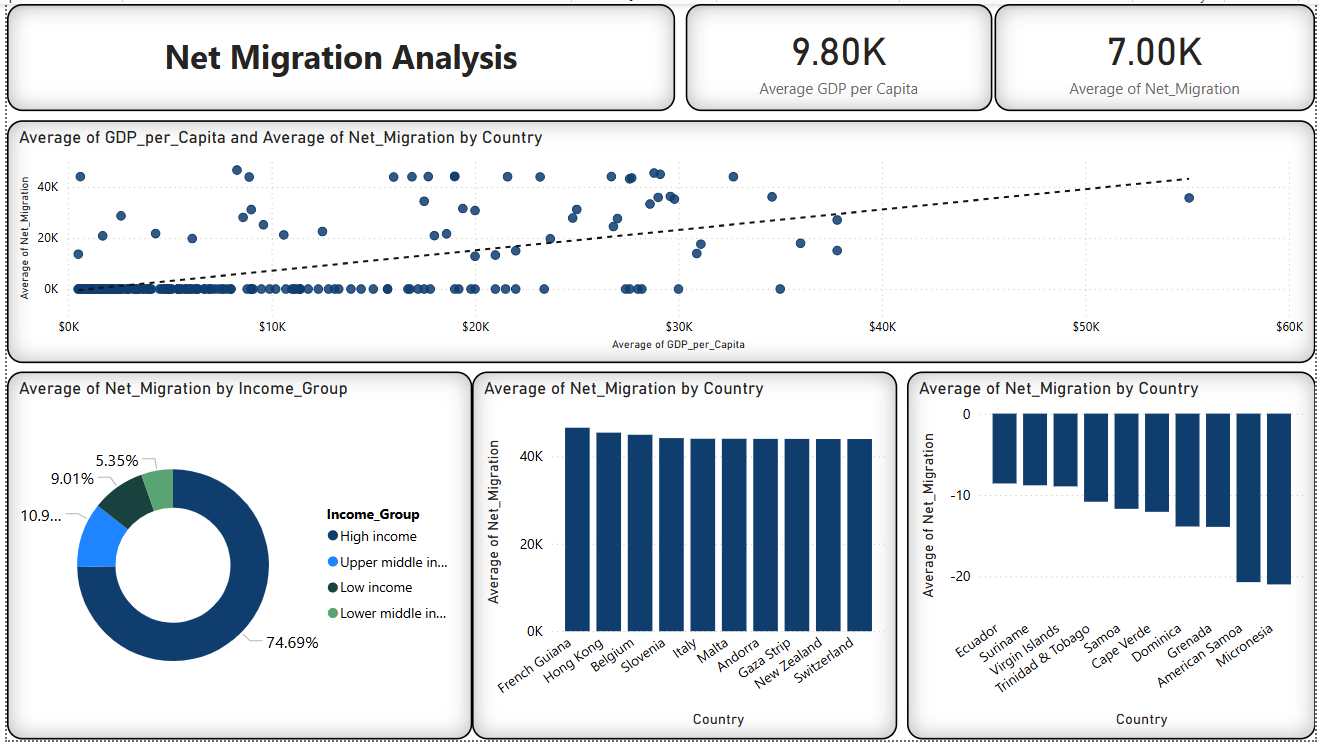 Net Migration Analysis
9.80K
Average GDP per Capita
7.00K
Average of Net_Migration
Average of GDP_per_Capita and Average of Net_Migration by Country
Average of Net_Migration
40K
20K
0K
$0K
$10K
$20K
$30K
$40K
$50K
$60K
Average of GDP_per_Capita
Average of Net_Migration by Income_Group
5.35%
9.01%
10.9...
74.69%
Income_Group
High income
Upper middle in...
Low income
Lower middle in...
Average of Net_Migration by Country
Average of Net_Migration
40K
20K
0K
French Guiana
Hong Kong
Belgium
Slovenia
Italy
Malta
Andorra
Gaza Strip
New Zealand
Switzerland
Country
Average of Net_Migration by Country
Average of Net_Migration
0
-10
-20
Ecuador
Suriname
Virgin Islands
Trinidad & Tobago
Samoa
Cape Verde
Dominica
Grenada
American Samoa
Micronesia
Country